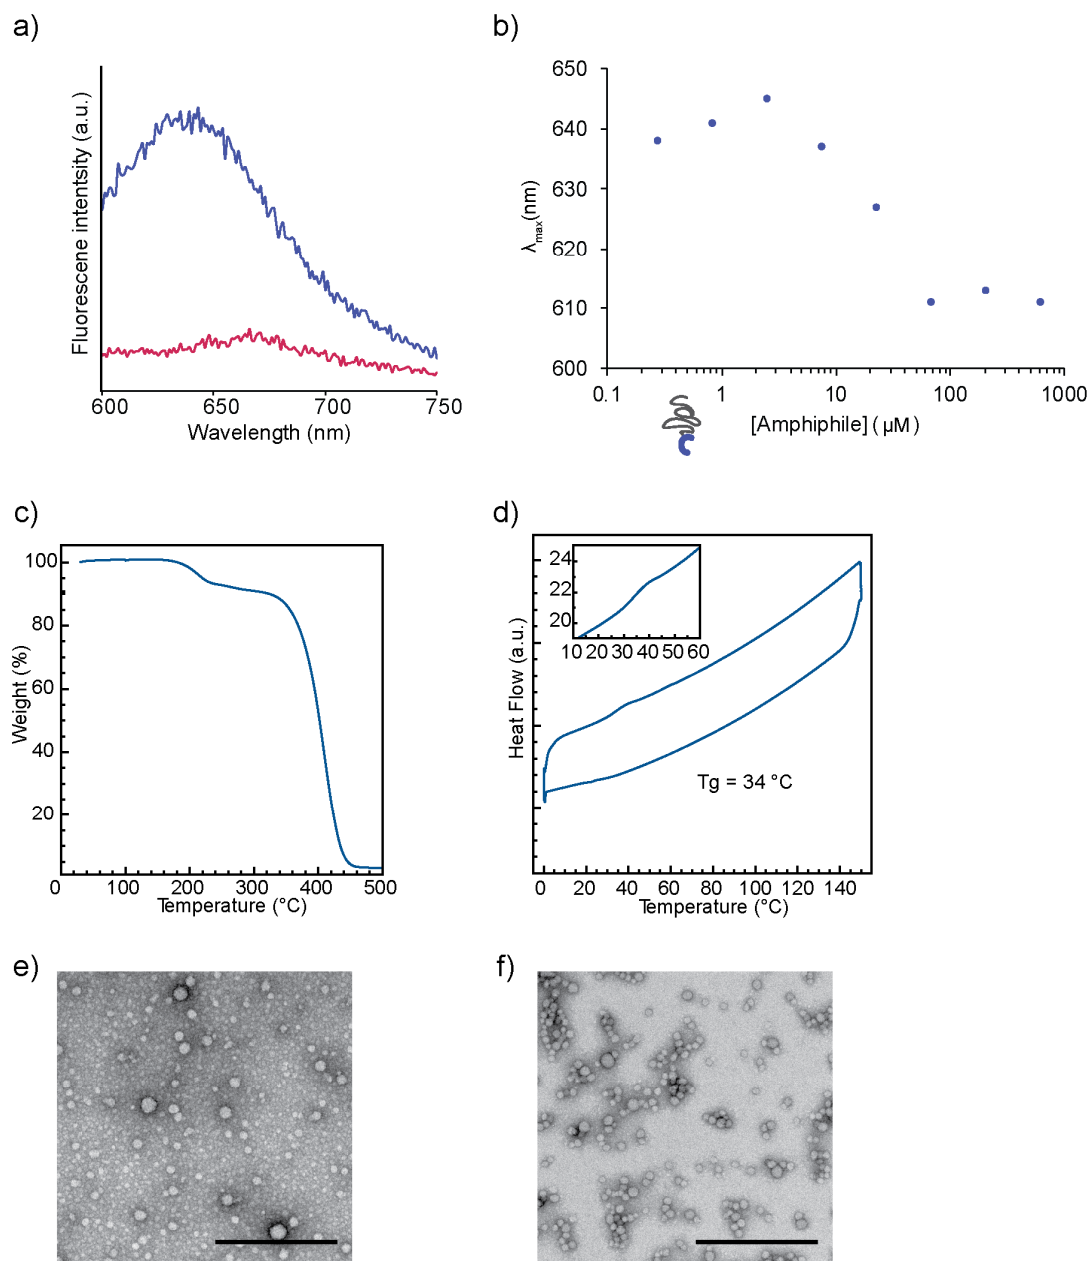 a)
Fluorescene intentsity (a.u.)
600 650 700 750
Wavelength (nm)
b)
650
640
630
620
610
600
λmax(nm)
0.1 1 10 100 1000
[Amphiphile] ( µM)
c)
100
80
60
40
20
Weight (%)
0 100 200 300 400 500
Temperature (°C)
d)
24
22
20
10 20 30 40 50 60
Heat Flow (a.u.)
Tg = 34 °C
0 20 40 60 80 100 120 140
Temperature (°C)
e)
f)